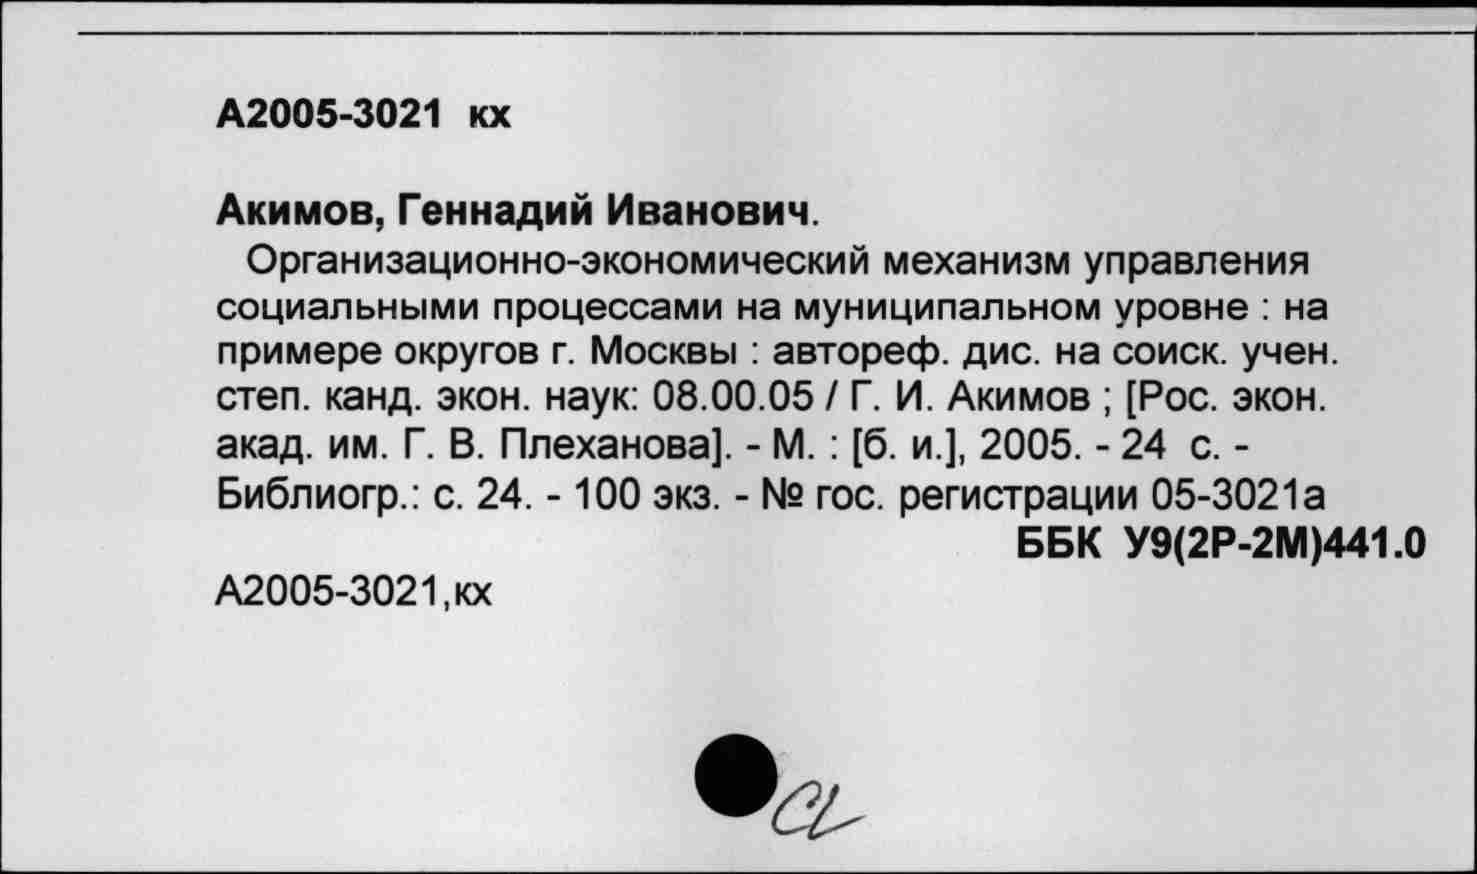 А2005-3021 кх
Акимов, Геннадий Иванович.
Организационно-экономический механизм управления
социальными процессами на муниципальном уровне : на
примере округов г. Москвы : автореф. дис. на соиск. учен.
степ. канд. экон. наук: 08.00.05 / Г. И. Акимов ; [Рос. экон.
акад. им. Г. В. Плеханова]. - М. : [б. и.], 2005. - 24 с. -
Библиогр.: с. 24. - 100 экз. - № гос. регистрации 05-3021а
ББК У9(2Р-2М)441.0
А2005-3021,кх